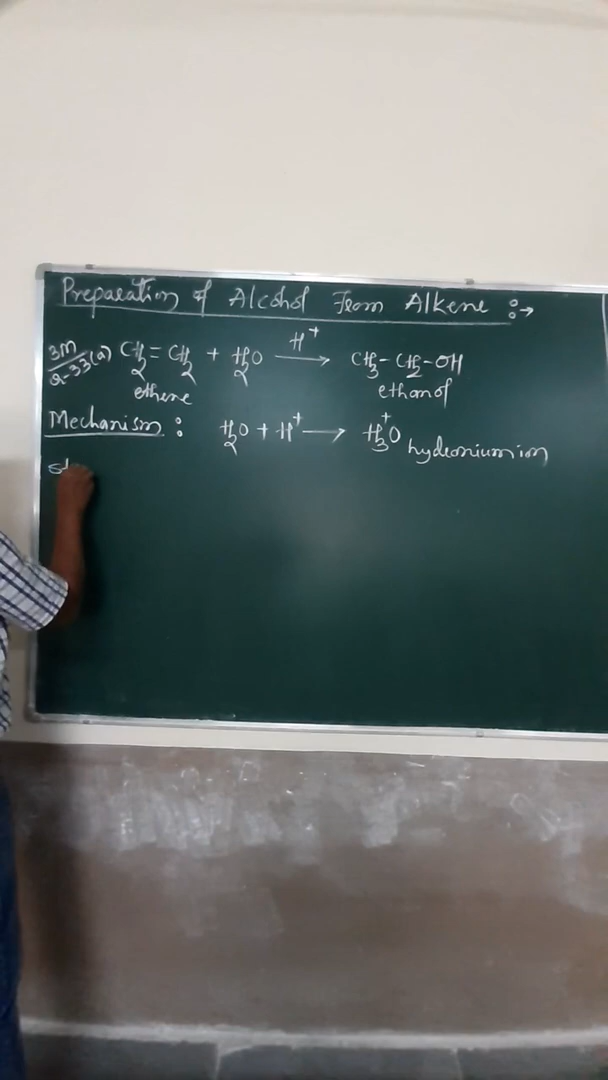 Preparation of Alcohol From Alkene :→
3M/Q-33(a) CH2=CH2 + H2O —H+→ CH3-CH2-OH
ethene ethanol
Mechanism : H2O + H+ → H3O+ hydronium ion
st